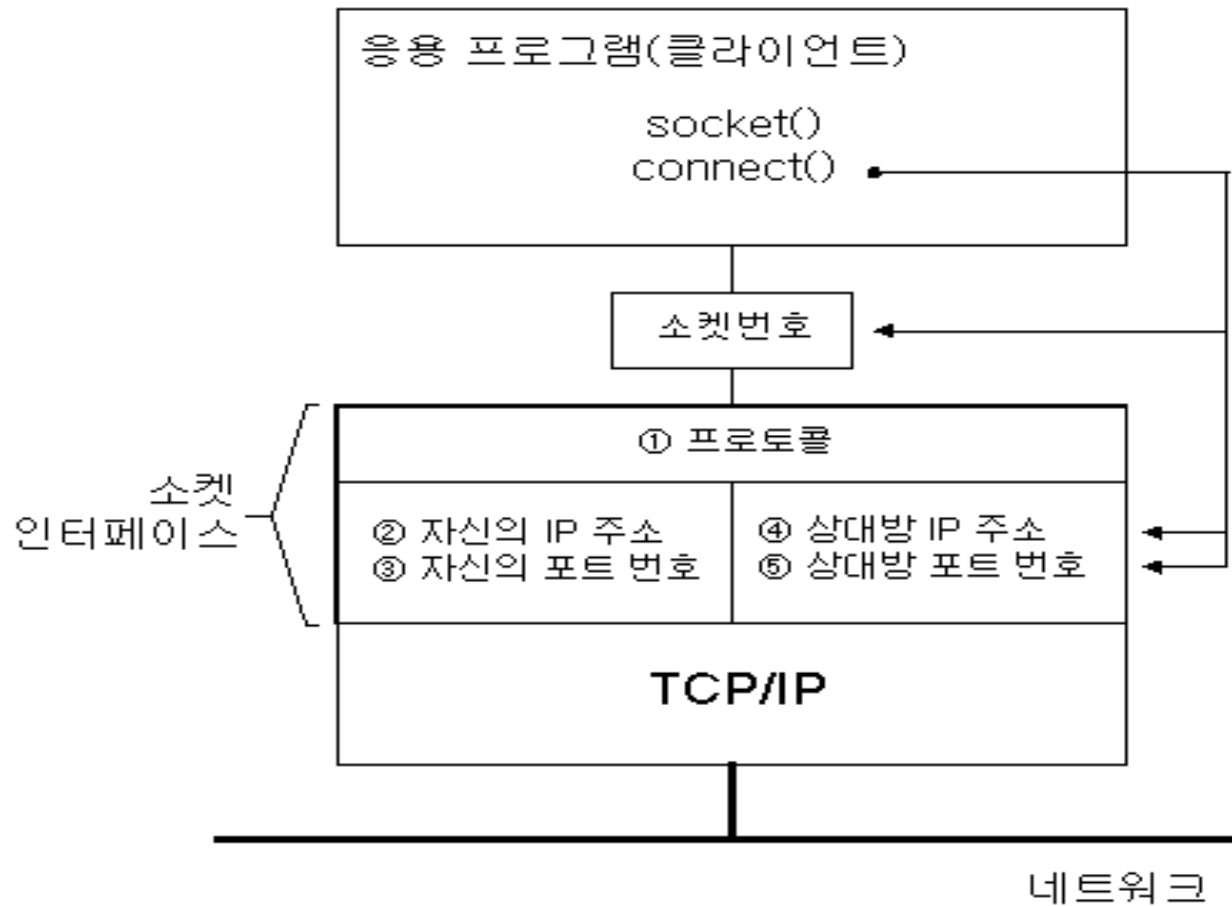 응용 프로그램(클라이언트)
socket()
connect()
소켓번호
① 프로토콜
소켓
인터페이스
② 자신의 IP 주소
③ 자신의 포트 번호
④ 상대방 IP 주소
⑤ 상대방 포트 번호
TCP/IP
네트워크